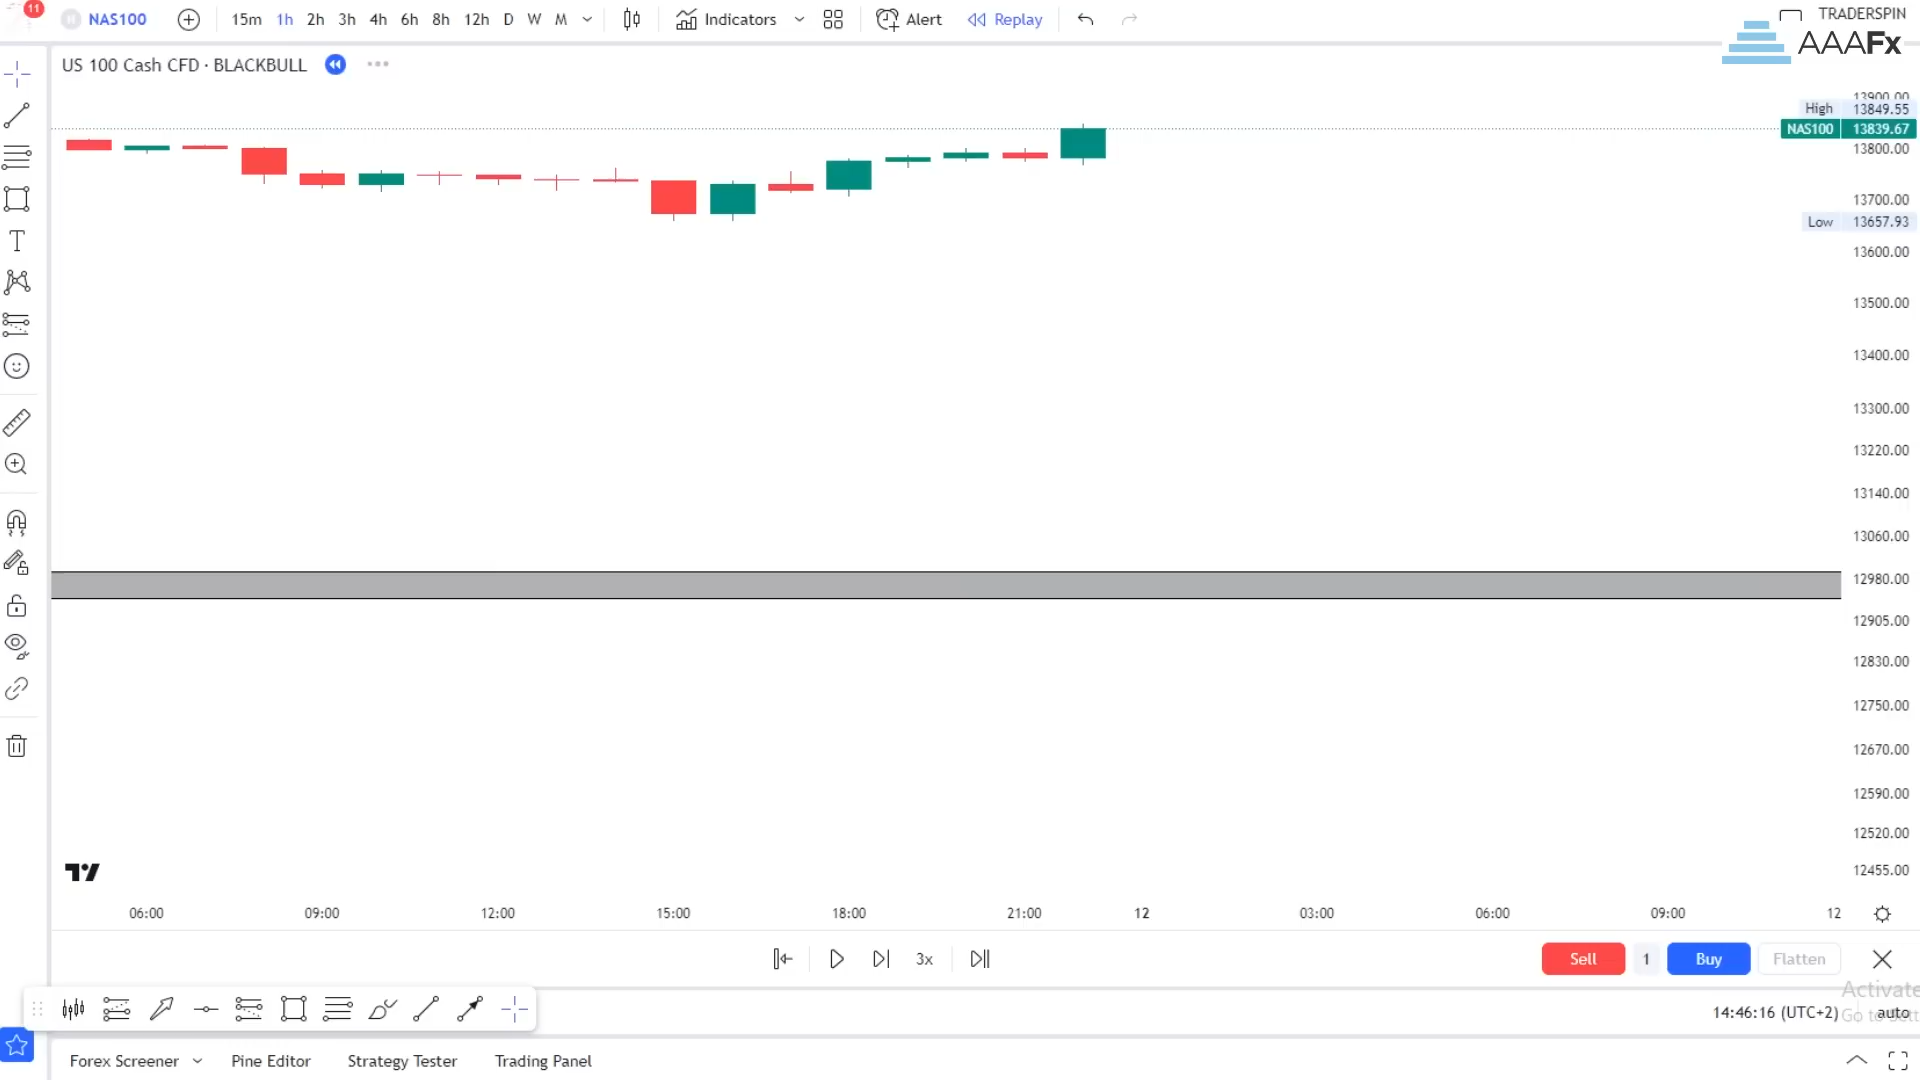 11
NAS100
15m 1h 2h 3h 4h 6h 8h 12h D W M
Indicators
Alert
Replay
TRADERSPIN
AAAFx
US 100 Cash CFD · BLACKBULL
13900.00
High 13849.55
NAS100 13839.67
13800.00
13700.00
Low 13657.93
13600.00
13500.00
13400.00
13300.00
13220.00
13140.00
13060.00
12980.00
12905.00
12830.00
12750.00
12670.00
12590.00
12520.00
12455.00
06:00 09:00 12:00 15:00 18:00 21:00 12 03:00 06:00 09:00 12
3x
Sell 1 Buy Flatten
Activate
14:46:16 (UTC+2)
Go to
auto
Forex Screener Pine Editor Strategy Tester Trading Panel